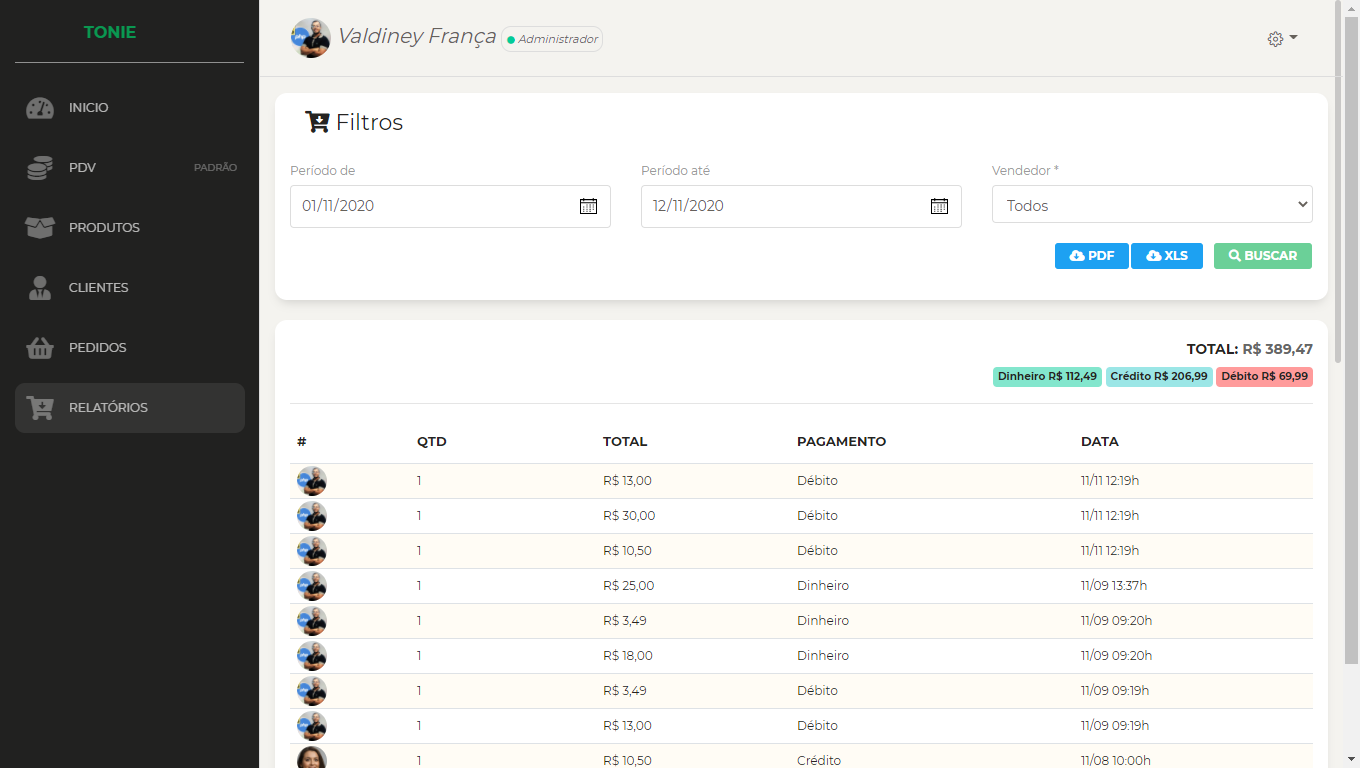 TONIE
INICIO
PDV PADRÃO
PRODUTOS
CLIENTES
PEDIDOS
RELATÓRIOS
Valdiney França Administrador
Filtros
Período de Período até Vendedor *
01/11/2020 12/11/2020 Todos
PDF XLS BUSCAR
TOTAL: R$ 389,47
Dinheiro R$ 112,49 Crédito R$ 206,99 Débito R$ 69,99
# QTD TOTAL PAGAMENTO DATA
1 R$ 13,00 Débito 11/11 12:19h
1 R$ 30,00 Débito 11/11 12:19h
1 R$ 10,50 Débito 11/11 12:19h
1 R$ 25,00 Dinheiro 11/09 13:37h
1 R$ 3,49 Dinheiro 11/09 09:20h
1 R$ 18,00 Dinheiro 11/09 09:20h
1 R$ 3,49 Débito 11/09 09:19h
1 R$ 13,00 Débito 11/09 09:19h
1 R$ 10,50 Crédito 11/08 10:00h